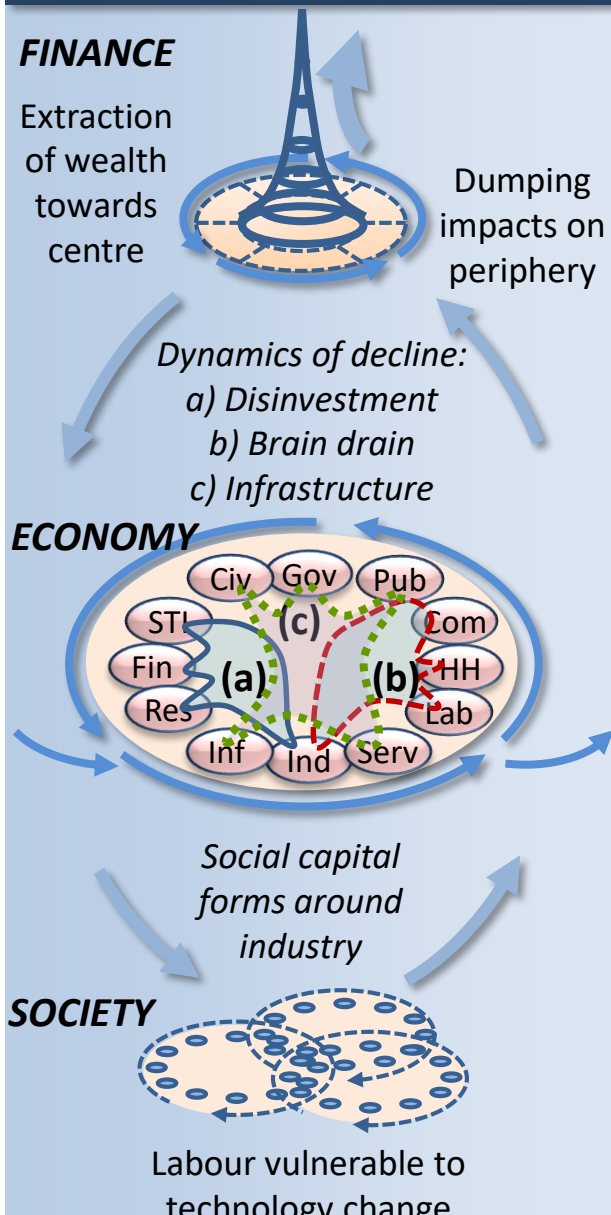 FINANCE
Extraction
of wealth
towards
centre
Dumping
impacts on
periphery
Dynamics of decline:
a) Disinvestment
b) Brain drain
c) Infrastructure
ECONOMY
Civ Gov Pub
STI (c) Com
Fin (a) (b) HH
Res Lab
Inf Ind Serv
Social capital
forms around
industry
SOCIETY
Labour vulnerable to
technology change